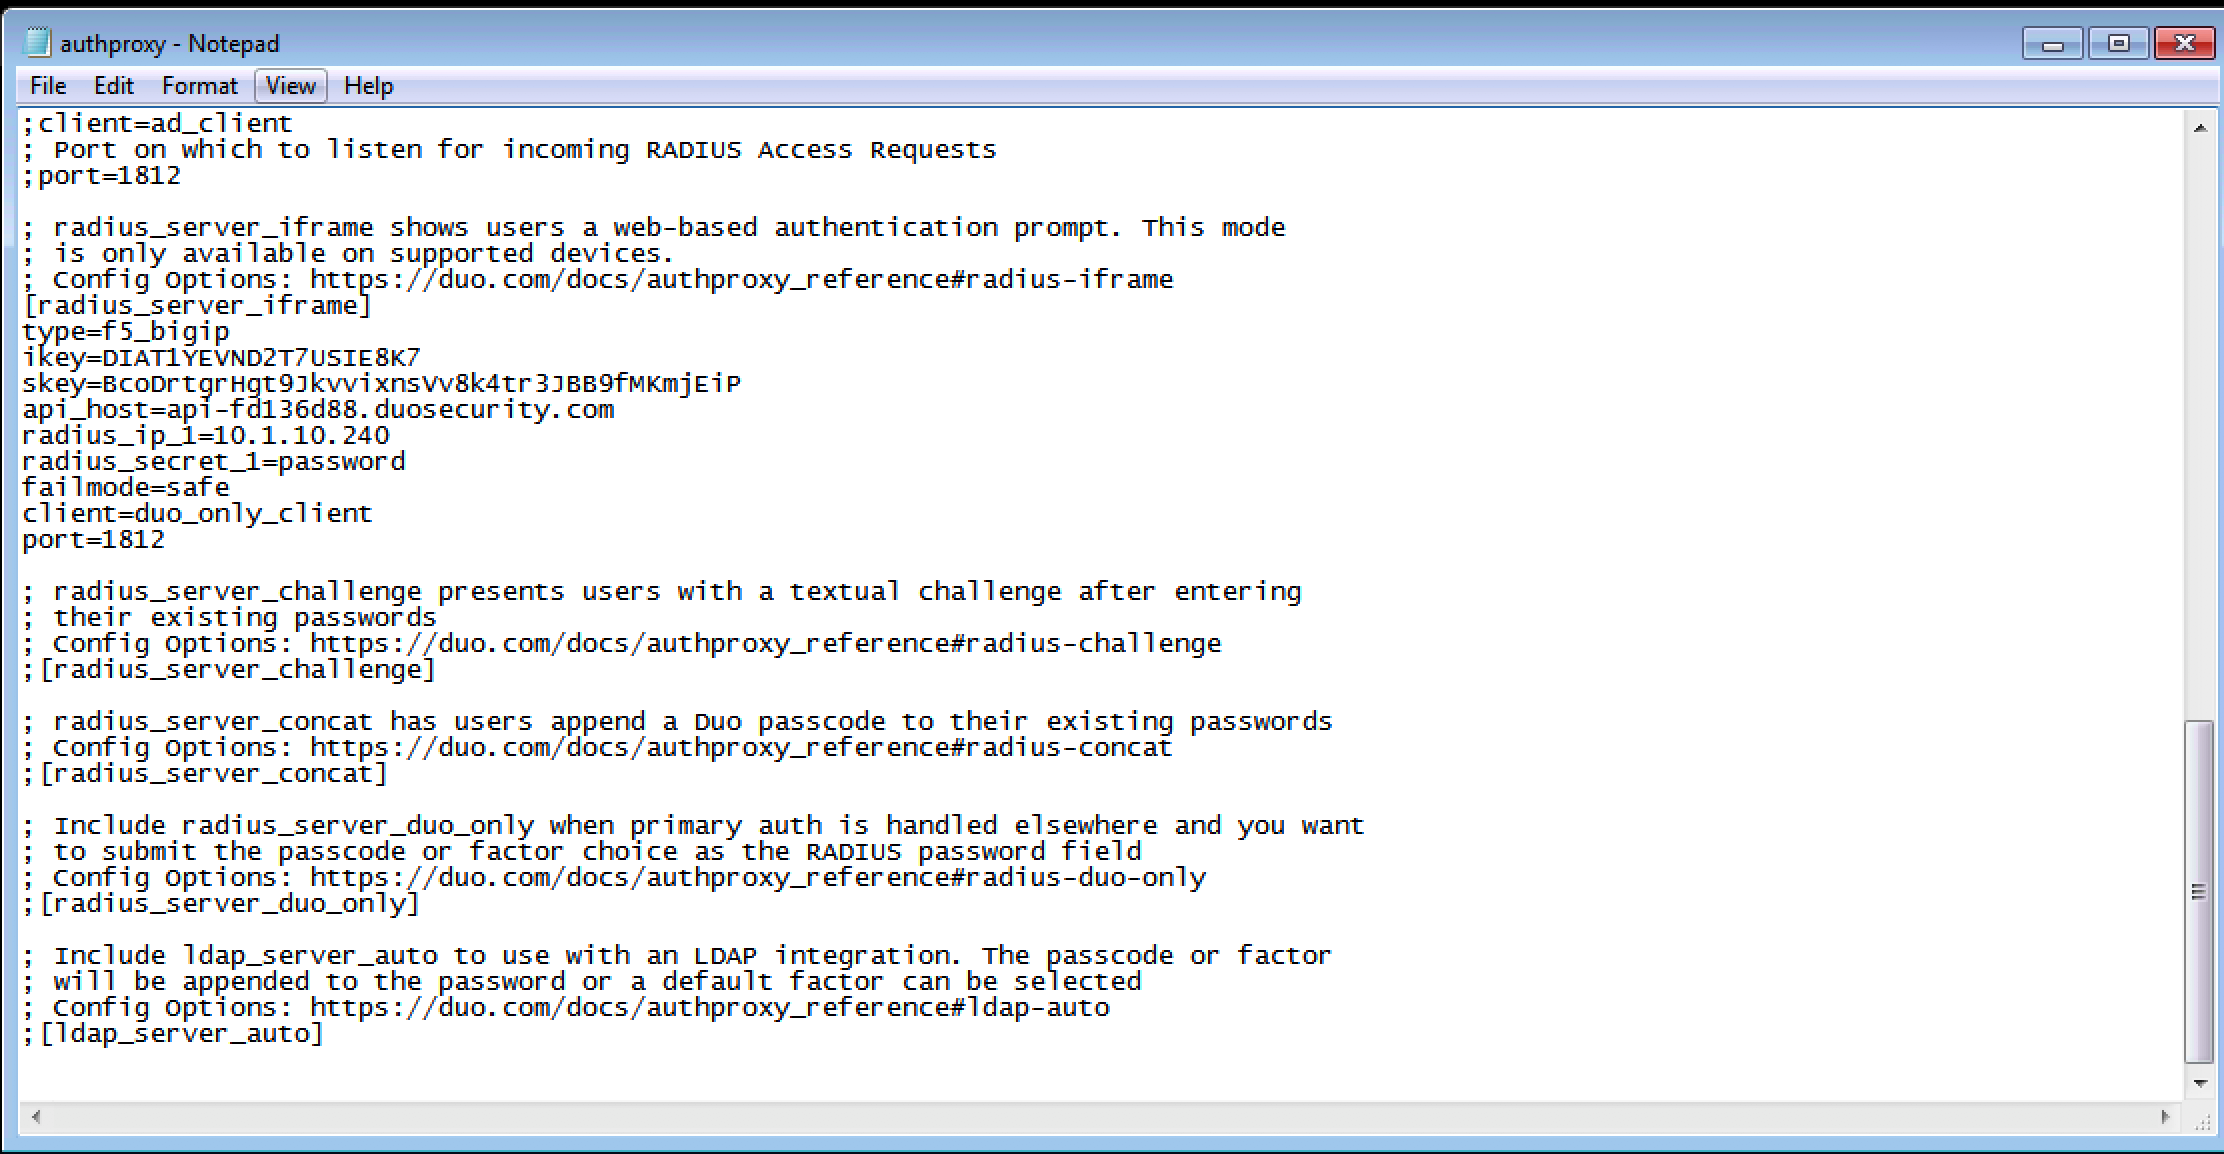 authproxy - Notepad
File Edit Format View Help
;client=ad_client
; Port on which to listen for incoming RADIUS Access Requests
;port=1812
; radius_server_iframe shows users a web-based authentication prompt. This mode
; is only available on supported devices.
; Config Options: https://duo.com/docs/authproxy_reference#radius-iframe
[radius_server_iframe]
type=f5_bigip
ikey=DIAT1YEVND2T7USIE8K7
skey=BcoDrtgrHgt9JkvvixnsVv8k4tr3JBB9fMKmjEiP
api_host=api-fd136d88.duosecurity.com
radius_ip_1=10.1.10.240
radius_secret_1=password
failmode=safe
client=duo_only_client
port=1812
; radius_server_challenge presents users with a textual challenge after entering
; their existing passwords
; Config Options: https://duo.com/docs/authproxy_reference#radius-challenge
;[radius_server_challenge]
; radius_server_concat has users append a Duo passcode to their existing passwords
; Config Options: https://duo.com/docs/authproxy_reference#radius-concat
;[radius_server_concat]
; Include radius_server_duo_only when primary auth is handled elsewhere and you want
; to submit the passcode or factor choice as the RADIUS password field
; Config Options: https://duo.com/docs/authproxy_reference#radius-duo-only
;[radius_server_duo_only]
; Include ldap_server_auto to use with an LDAP integration. The passcode or factor
; will be appended to the password or a default factor can be selected
; Config Options: https://duo.com/docs/authproxy_reference#ldap-auto
;[ldap_server_auto]